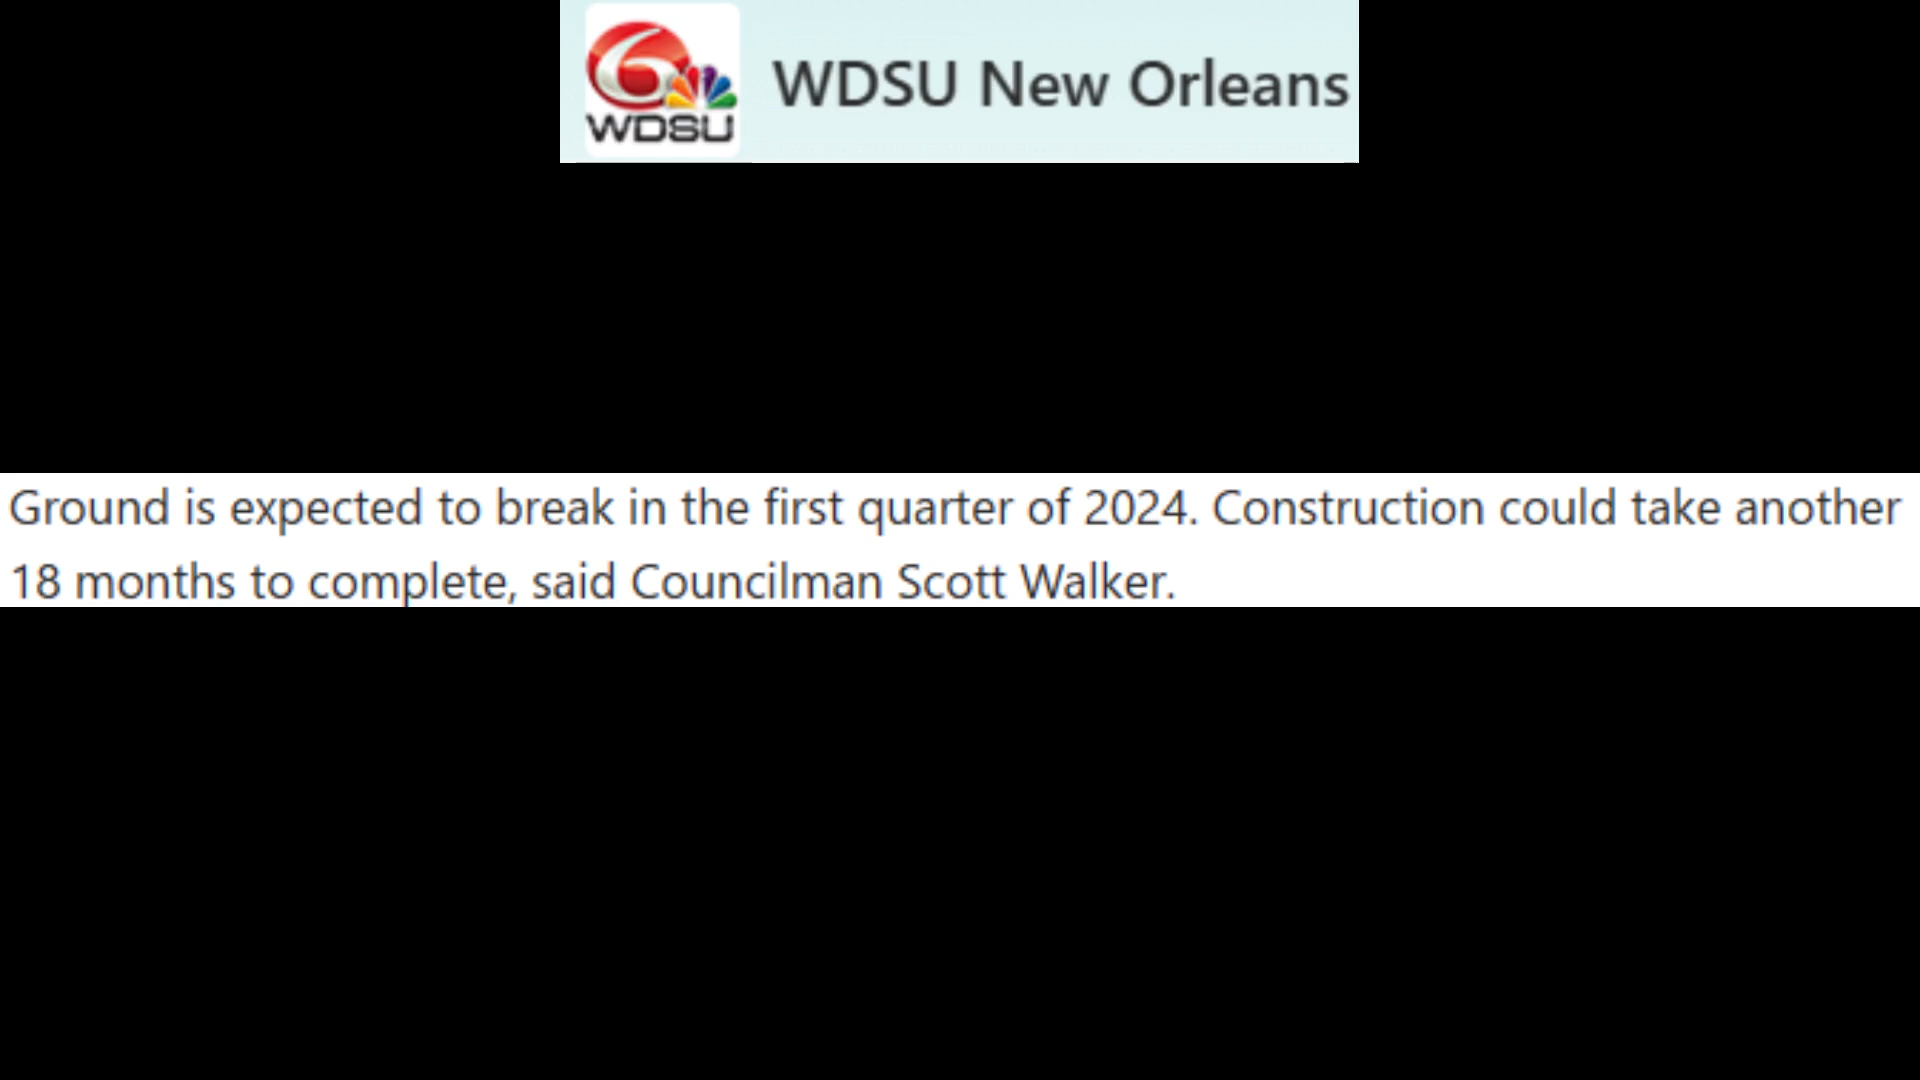 6
WDSU
WDSU New Orleans
Ground is expected to break in the first quarter of 2024. Construction could take another
18 months to complete, said Councilman Scott Walker.